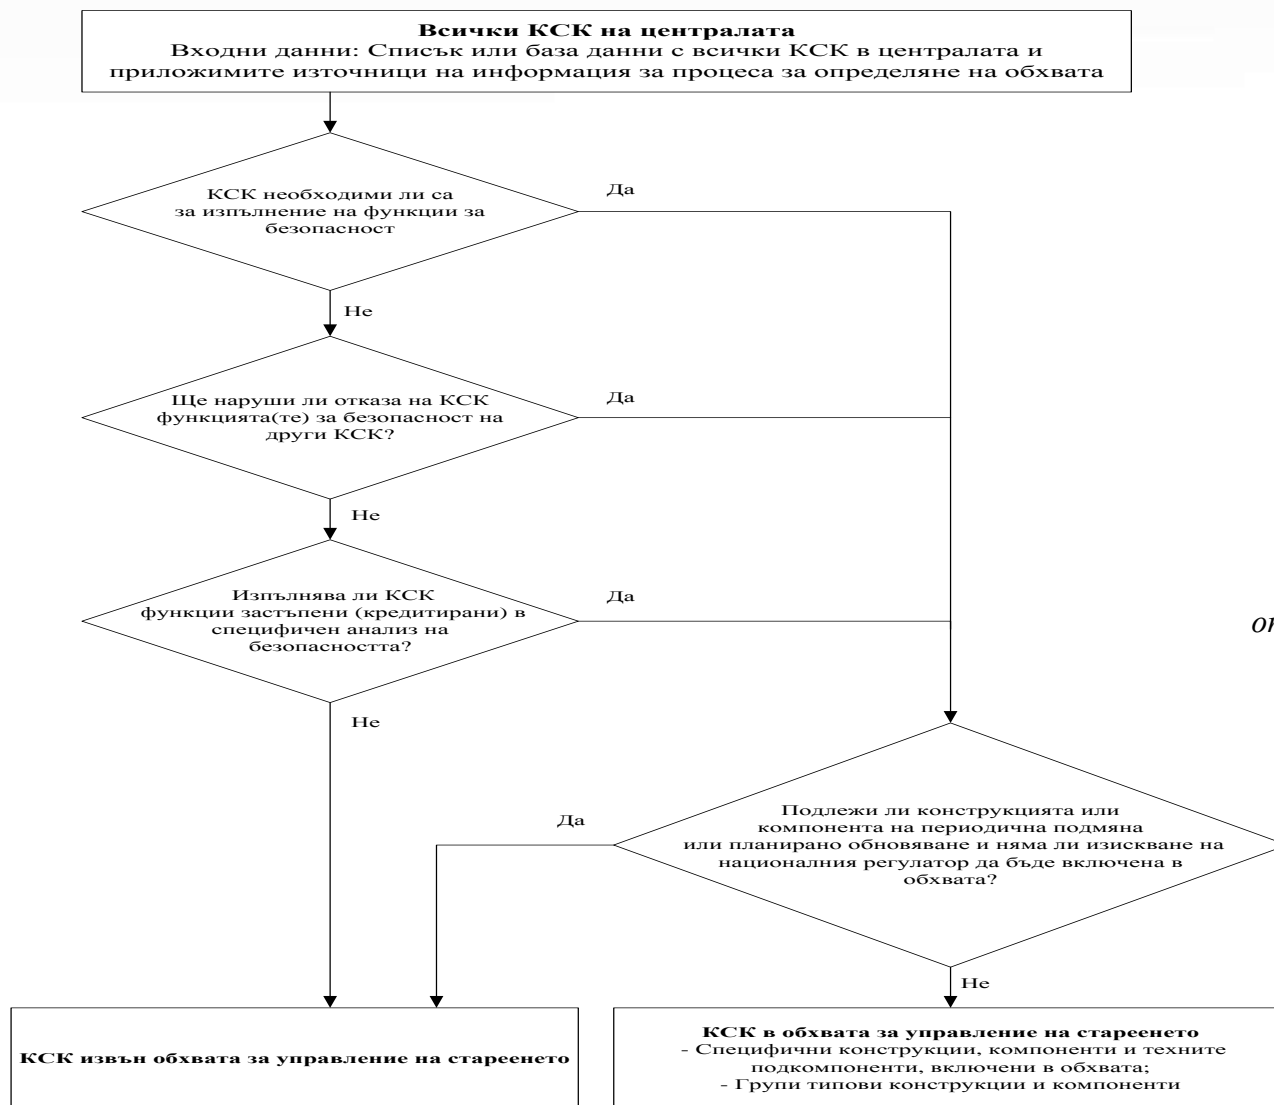 Всички КСК на централата
Входни данни: Списък или база данни с всички КСК в централата и
приложимите източници на информация за процеса за определяне на обхвата
КСК необходими ли са
за изпълнение на функции за
безопасност
Да
Не
Ще наруши ли отказа на КСК
функцията(те) за безопасност на
други КСК?
Да
Не
Изпълнява ли КСК
функции застъпени (кредитирани) в
специфичен анализ на
безопасността?
Да
Не
Подлежи ли конструкцията или
компонента на периодична подмяна
или планирано обновяване и няма ли изискване на
националния регулатор да бъде включена в
обхвата?
Да
Не
КСК извън обхвата за управление на стареенето
КСК в обхвата за управление на стареенето
- Специфични конструкции, компоненти и техните
подкомпоненти, включени в обхвата;
- Групи типови конструкции и компоненти